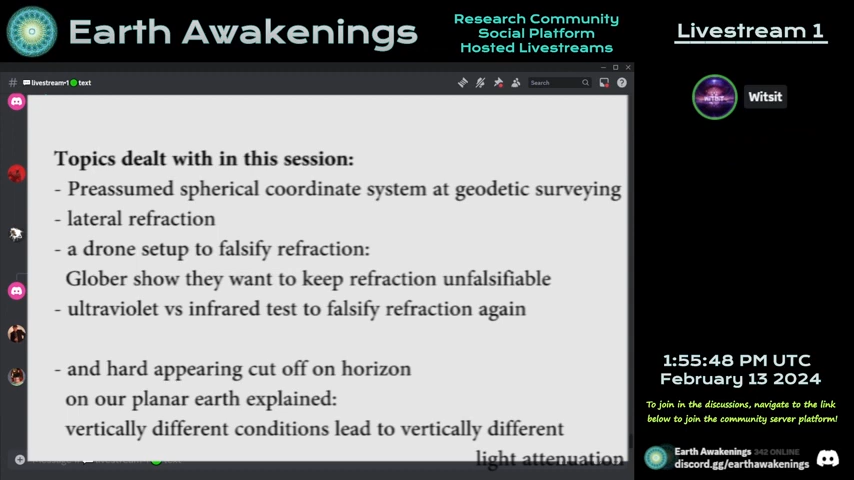 Earth Awakenings
Research Community
Social Platform
Hosted Livestreams
Livestream 1
# livestream-1 text
Search
WITSIT
Witsit
Topics dealt with in this session:
- Preassumed spherical coordinate system at geodetic surveying
- lateral refraction
- a drone setup to falsify refraction:
Glober show they want to keep refraction unfalsifiable
- ultraviolet vs infrared test to falsify refraction again
- and hard appearing cut off on horizon
on our planar earth explained:
vertically different conditions lead to vertically different
light attenuation
1:55:48 PM UTC
February 13 2024
To join in the discussions, navigate to the link
below to join the community server platform!
Earth Awakenings 342 ONLINE
discord.gg/earthawakenings